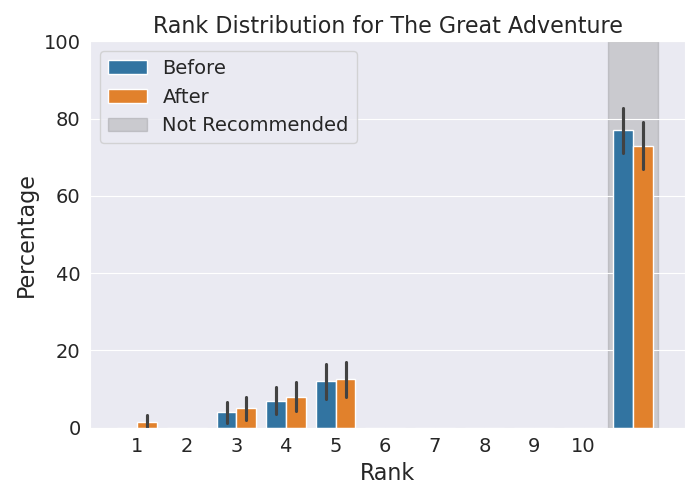 Rank Distribution for The Great Adventure
100
80
60
40
20
0
Percentage
Before
After
Not Recommended
1 2 3 4 5 6 7 8 9 10
Rank